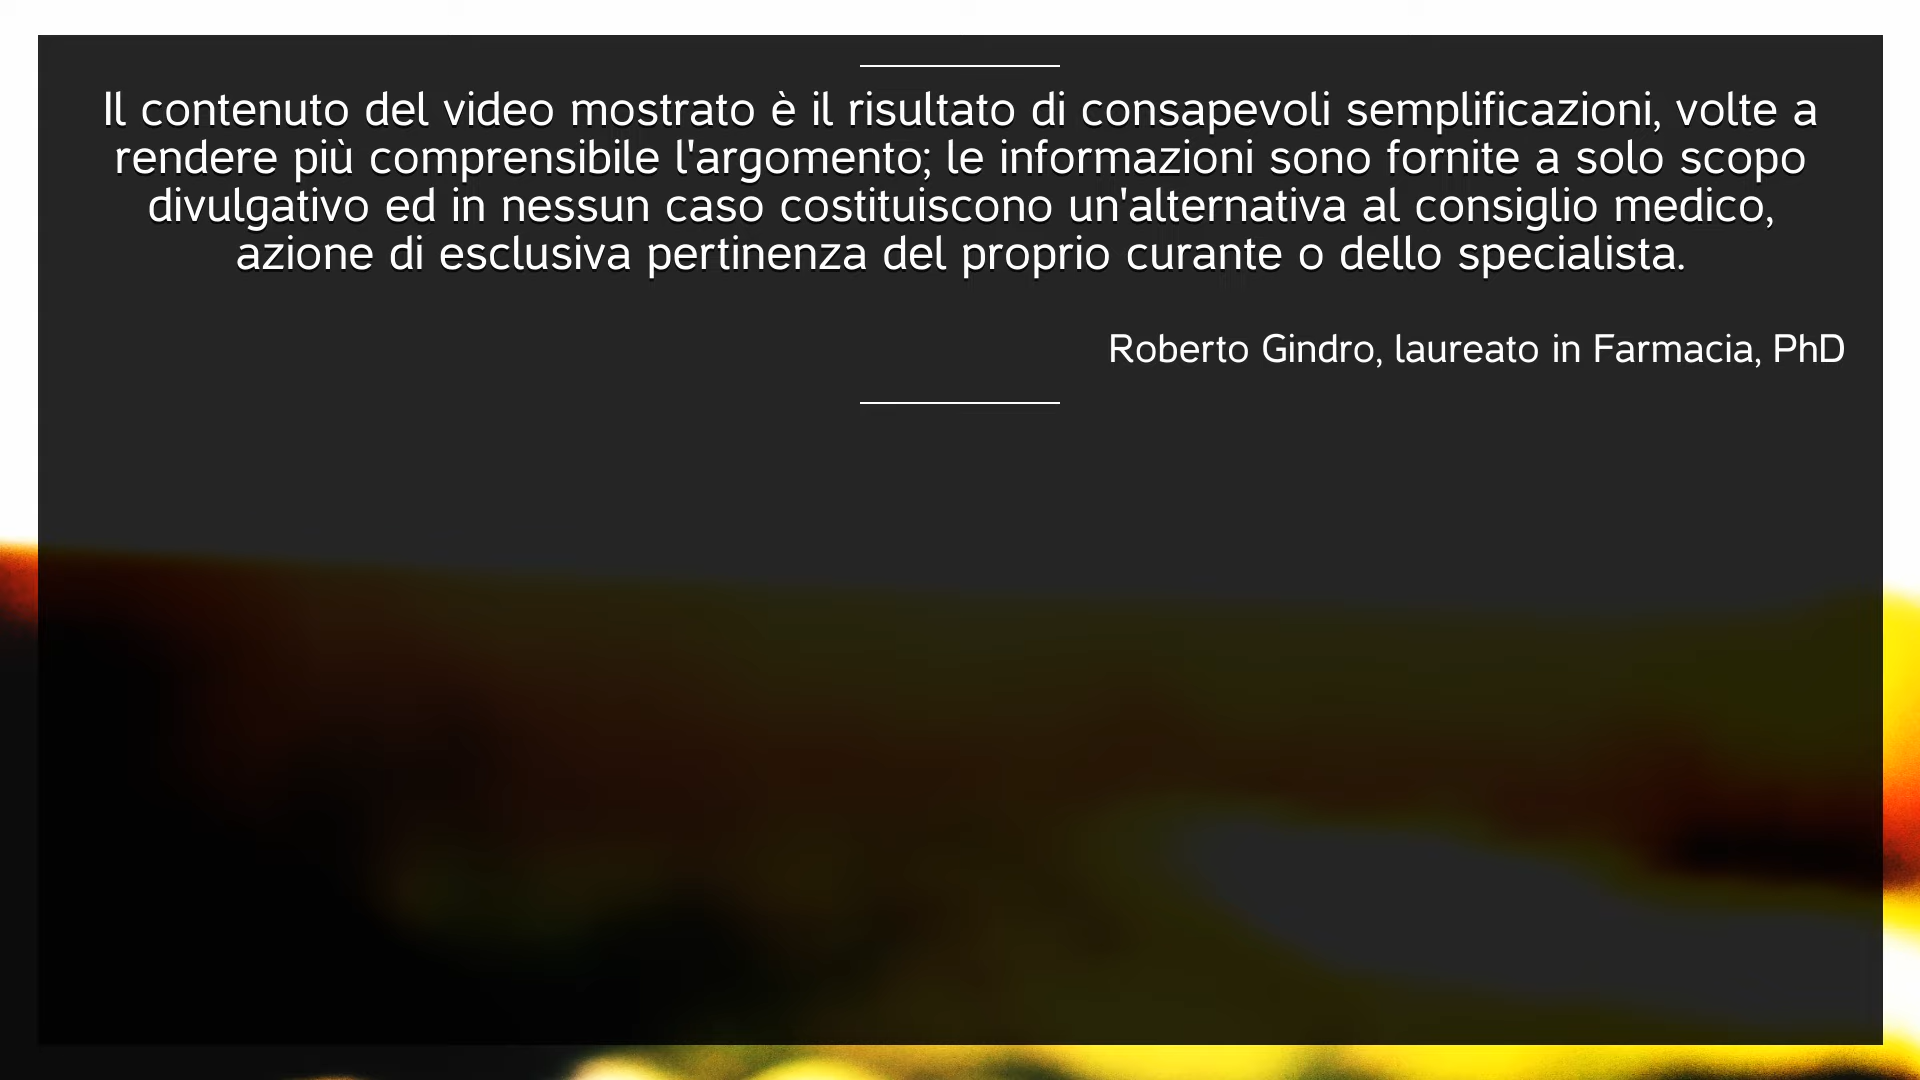 Il contenuto del video mostrato è il risultato di consapevoli semplificazioni, volte a
rendere più comprensibile l'argomento; le informazioni sono fornite a solo scopo
divulgativo ed in nessun caso costituiscono un'alternativa al consiglio medico,
azione di esclusiva pertinenza del proprio curante o dello specialista.
Roberto Gindro, laureato in Farmacia, PhD